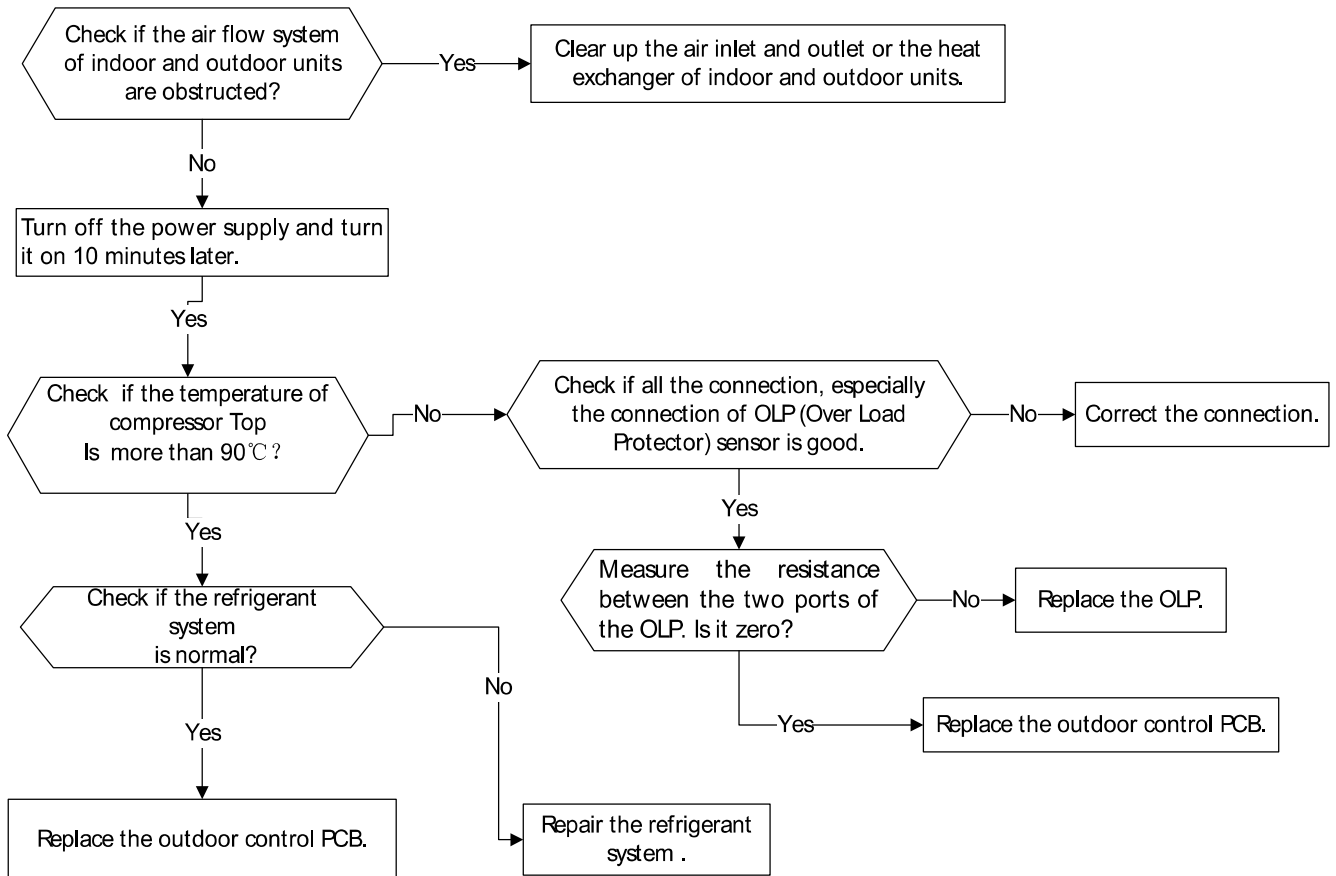 Check if the air flow system
of indoor and outdoor units
are obstructed?
Yes
Clear up the air inlet and outlet or the heat
exchanger of indoor and outdoor units.
No
Turn off the power supply and turn
it on 10 minutes later.
Yes
Check if the temperature of
compressor Top
Is more than 90℃?
No
Check if all the connection, especially
the connection of OLP (Over Load
Protector) sensor is good.
No
Correct the connection.
Yes
Yes
Measure the resistance
between the two ports of
the OLP. Is it zero?
No
Replace the OLP.
Check if the refrigerant
system
is normal?
No
Yes
Yes
Replace the outdoor control PCB.
Replace the outdoor control PCB.
Repair the refrigerant
system .